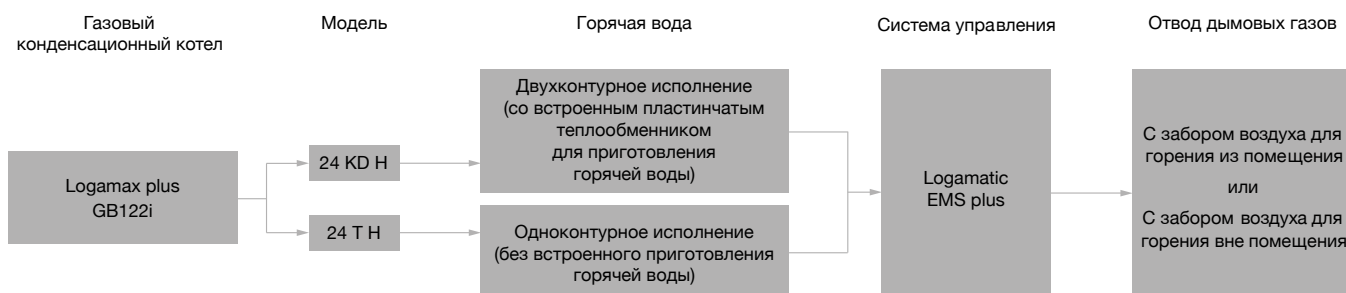 Газовый
конденсационный котел
Модель
Горячая вода
Система управления
Отвод дымовых газов
Logamax plus
GB122i
24 KD H
24 T H
Двухконтурное исполнение
(со встроенным пластинчатым
теплообменником
для приготовления
горячей воды)
Одноконтурное исполнение
(без встроенного приготовления
горячей воды)
Logamatic
EMS plus
С забором воздуха для
горения из помещения
или
С забором воздуха для
горения вне помещения